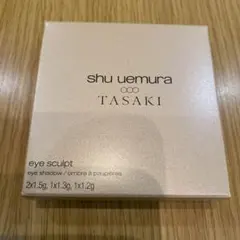 shu uemura
TASAKI
eye sculpt
eye shadow / ombre à paupières
2x1.5g, 1x1.3g, 1x1.2g